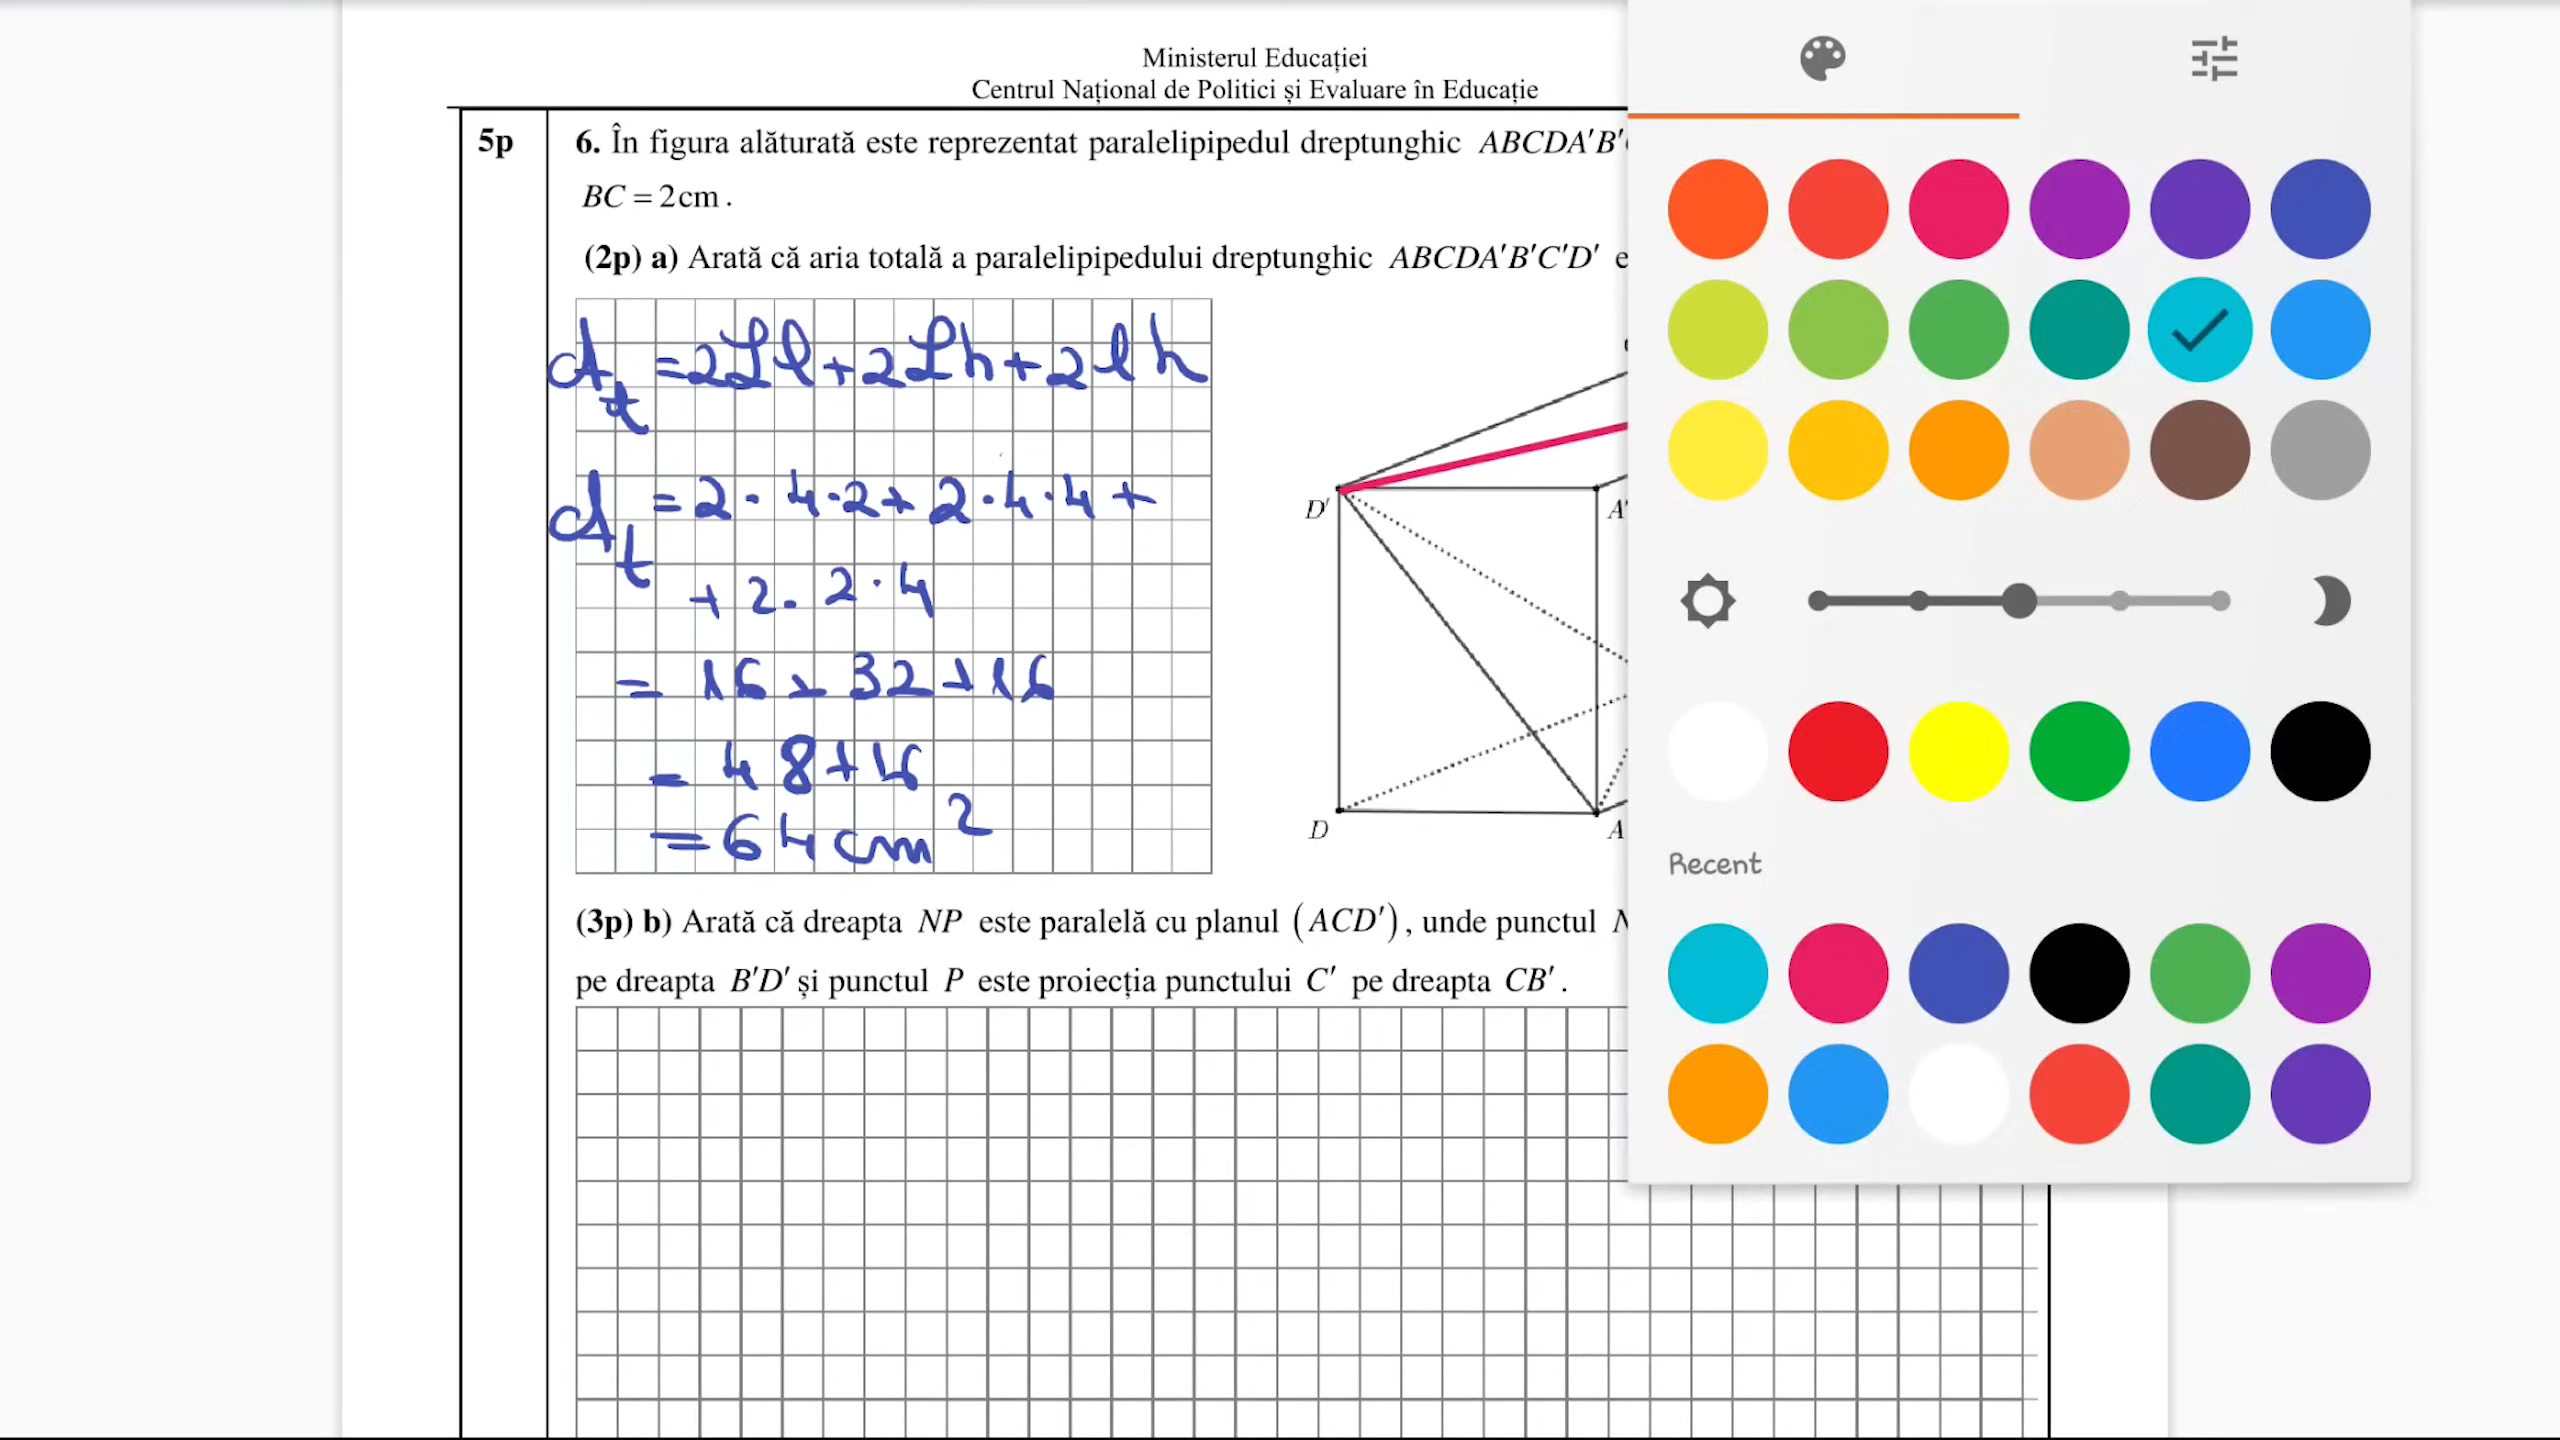 Ministerul Educației
Centrul Național de Politici și Evaluare în Educație
5p
6. În figura alăturată este reprezentat paralelipipedul dreptunghic ABCDA'B'
BC = 2cm.
(2p) a) Arată că aria totală a paralelipipedului dreptunghic ABCDA'B'C'D' e
A_t = 2Ll + 2Lh + 2lh
A_t = 2 · 4 · 2 + 2 · 4 · 4 +
+ 2 · 2 · 4
= 16 + 32 + 16
= 48 + 16
= 64 cm²
D'
A'
D
A
(3p) b) Arată că dreapta NP este paralelă cu planul (ACD'), unde punctul N
pe dreapta B'D' și punctul P este proiecția punctului C' pe dreapta CB'.
Recent